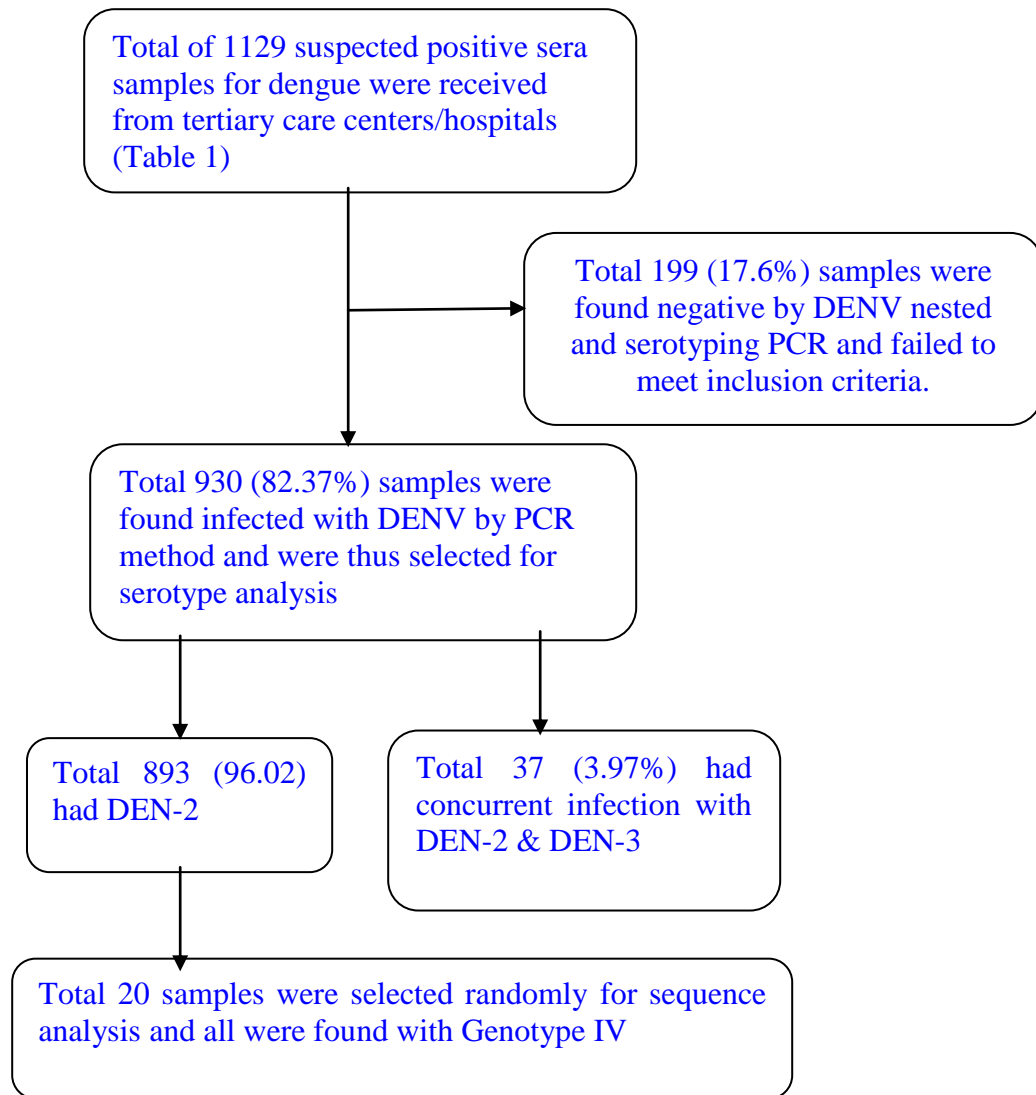 Total of 1129 suspected positive sera
samples for dengue were received
from tertiary care centers/hospitals
(Table 1)
Total 199 (17.6%) samples were
found negative by DENV nested
and serotyping PCR and failed to
meet inclusion criteria.
Total 930 (82.37%) samples were
found infected with DENV by PCR
method and were thus selected for
serotype analysis
Total 893 (96.02)
had DEN-2
Total 37 (3.97%) had
concurrent infection with
DEN-2 & DEN-3
Total 20 samples were selected randomly for sequence
analysis and all were found with Genotype IV